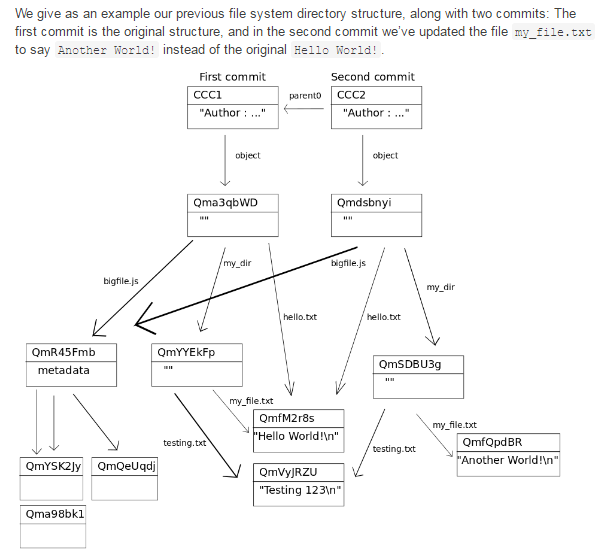 We give as an example our previous file system directory structure, along with two commits: The
first commit is the original structure, and in the second commit we've updated the file my_file.txt
to say Another World! instead of the original Hello World!.
First commit
Second commit
CCC1
parent0
CCC2
"Author : ..."
"Author : ..."
object
object
Qma3qbWD
Qmdsbnyi
""
""
my_dir
bigfile.js
bigfile.js
my_dir
hello.txt
hello.txt
QmR45Fmb
QmYYEkFp
metadata
""
QmSDBU3g
""
my_file.txt
QmfM2r8s
"Hello World!\n"
my_file.txt
testing.txt
testing.txt
QmfQpdBR
"Another World!\n"
QmYSK2Jy
QmQeUqdj
QmVyJRZU
"Testing 123\n"
Qma98bk1